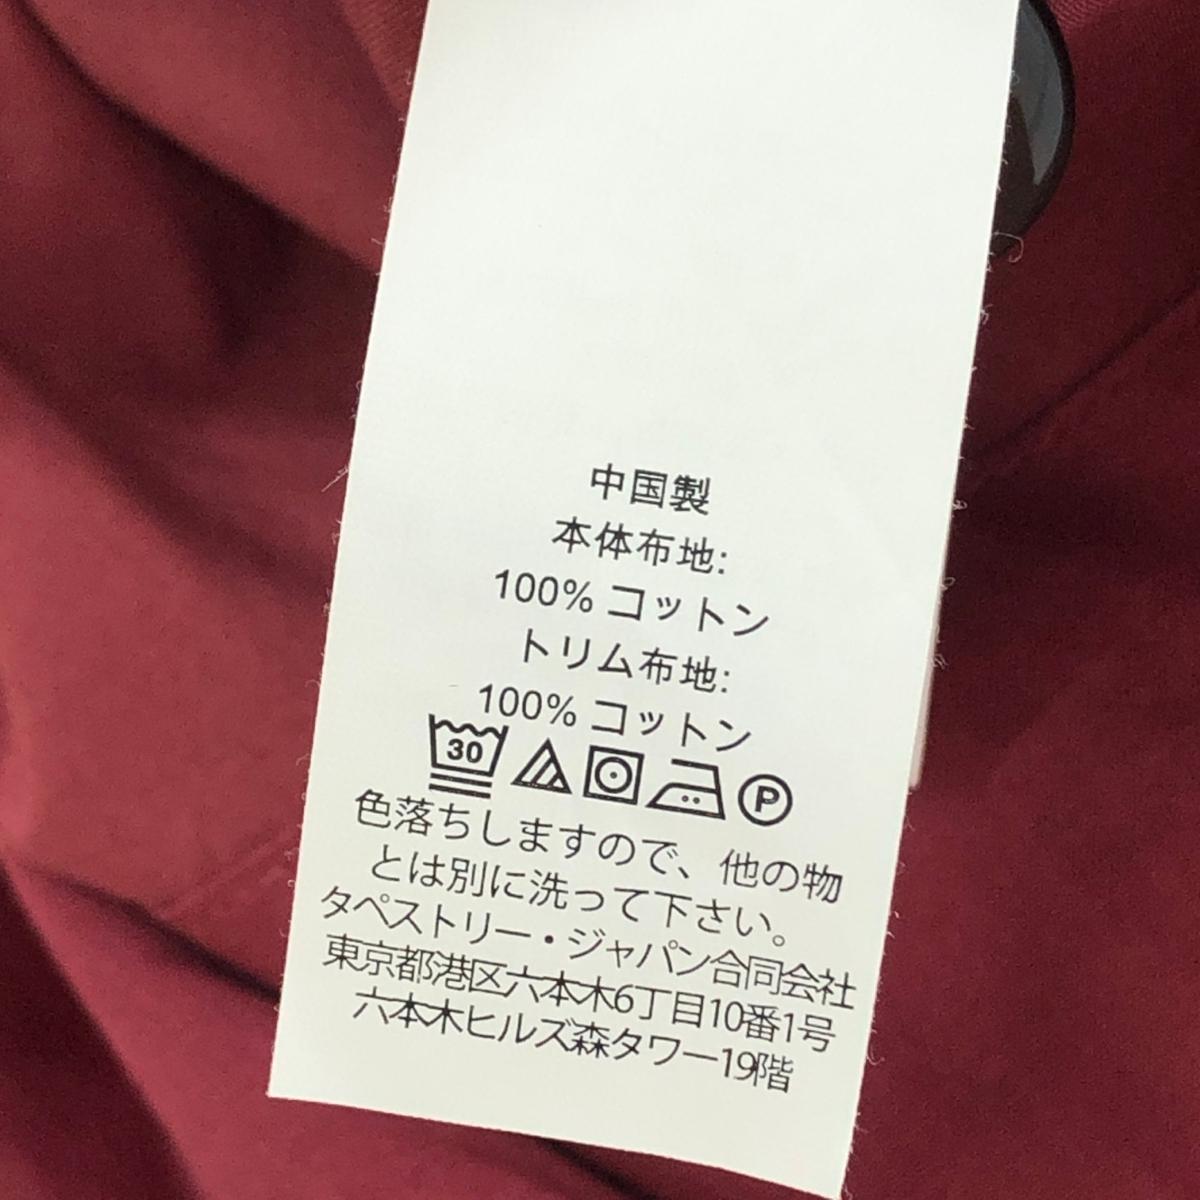 中国製
本体布地:
100% コットン
トリム布地:
100% コットン
30 P
色落ちしますので、他の物
とは別に洗って下さい。
タペストリー・ジャパン合同会社
東京都港区六本木6丁目10番1号
六本木ヒルズ森タワー19階